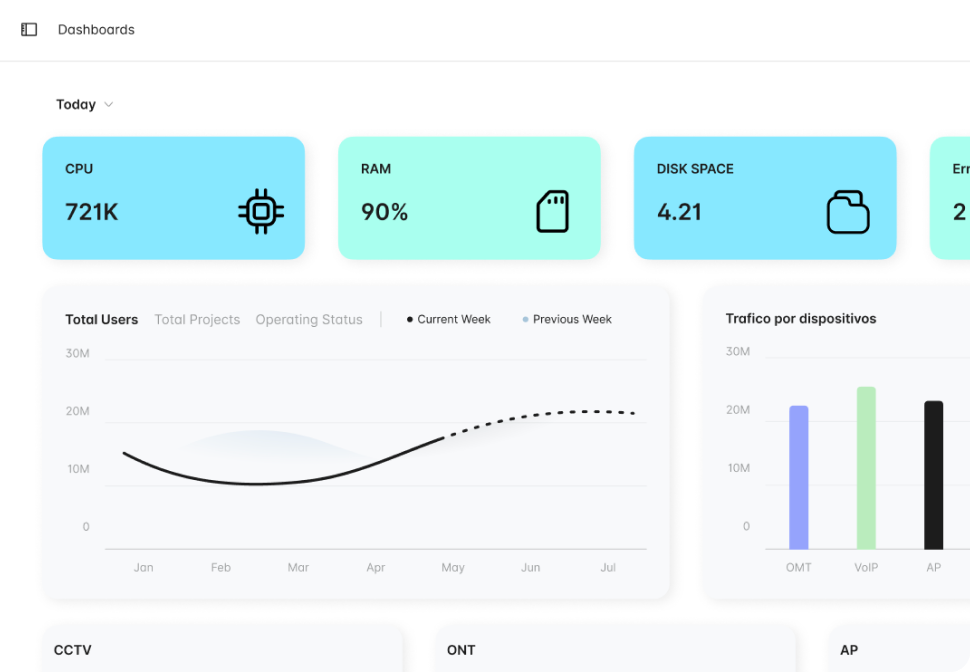 Dashboards
Today
CPU
721K
RAM
90%
DISK SPACE
4.21
Err
2
Total Users Total Projects Operating Status Current Week Previous Week
30M
20M
10M
0
Jan Feb Mar Apr May Jun Jul
Trafico por dispositivos
30M
20M
10M
0
OMT VoIP AP
CCTV
ONT
AP